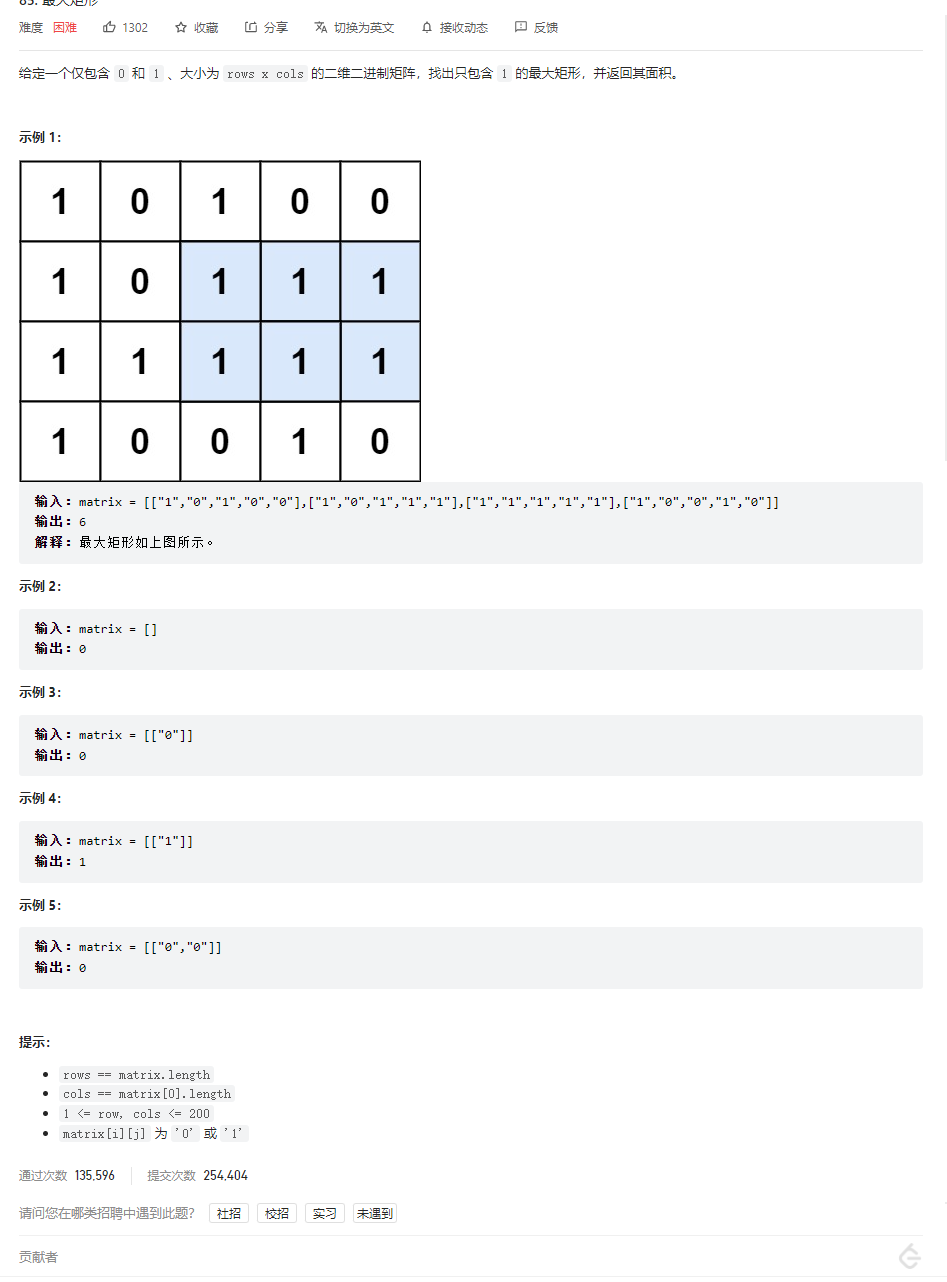 85. 最大矩形
难度 困难 1302 收藏 分享 切换为英文 接收动态 反馈
给定一个仅包含 0 和 1 、大小为 rows x cols 的二维二进制矩阵，找出只包含 1 的最大矩形，并返回其面积。
示例 1：
1 0 1 0 0
1 0 1 1 1
1 1 1 1 1
1 0 0 1 0
输入：matrix = [["1","0","1","0","0"],["1","0","1","1","1"],["1","1","1","1","1"],["1","0","0","1","0"]]
输出：6
解释：最大矩形如上图所示。
示例 2：
输入：matrix = []
输出：0
示例 3：
输入：matrix = [["0"]]
输出：0
示例 4：
输入：matrix = [["1"]]
输出：1
示例 5：
输入：matrix = [["0","0"]]
输出：0
提示：
rows == matrix.length
cols == matrix[0].length
1 <= row, cols <= 200
matrix[i][j] 为 '0' 或 '1'
通过次数 135,596 提交次数 254,404
请问您在哪类招聘中遇到此题？ 社招 校招 实习 未遇到
贡献者